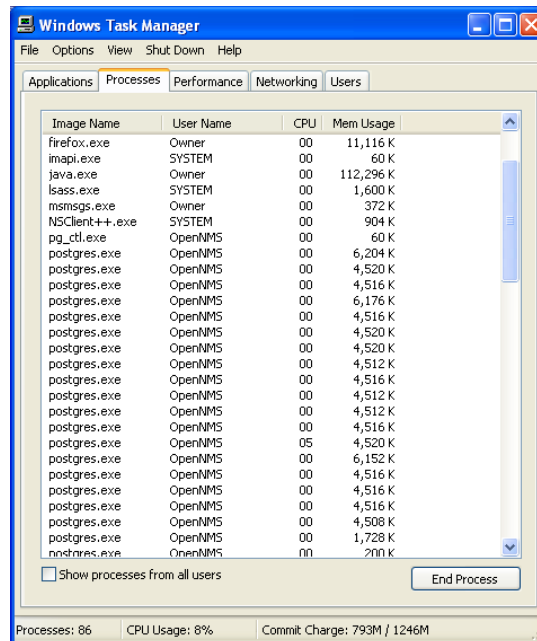 Windows Task Manager
File Options View Shut Down Help
Applications Processes Performance Networking Users
Image Name User Name CPU Mem Usage
firefox.exe Owner 00 11,116 K
imapi.exe SYSTEM 00 60 K
java.exe Owner 00 112,296 K
lsass.exe SYSTEM 00 1,600 K
msmsgs.exe Owner 00 372 K
NSClient++.exe SYSTEM 00 904 K
pg_ctl.exe OpenNMS 00 60 K
postgres.exe OpenNMS 00 6,204 K
postgres.exe OpenNMS 00 4,520 K
postgres.exe OpenNMS 00 4,516 K
postgres.exe OpenNMS 00 6,176 K
postgres.exe OpenNMS 00 4,516 K
postgres.exe OpenNMS 00 4,520 K
postgres.exe OpenNMS 00 4,520 K
postgres.exe OpenNMS 00 4,512 K
postgres.exe OpenNMS 00 4,516 K
postgres.exe OpenNMS 00 4,512 K
postgres.exe OpenNMS 00 4,512 K
postgres.exe OpenNMS 00 4,516 K
postgres.exe OpenNMS 05 4,520 K
postgres.exe OpenNMS 00 6,152 K
postgres.exe OpenNMS 00 4,516 K
postgres.exe OpenNMS 00 4,516 K
postgres.exe OpenNMS 00 4,516 K
postgres.exe OpenNMS 00 4,508 K
postgres.exe OpenNMS 00 1,728 K
postgres.exe OpenNMS 00 200 K
Show processes from all users
End Process
Processes: 86 CPU Usage: 8% Commit Charge: 793M / 1246M